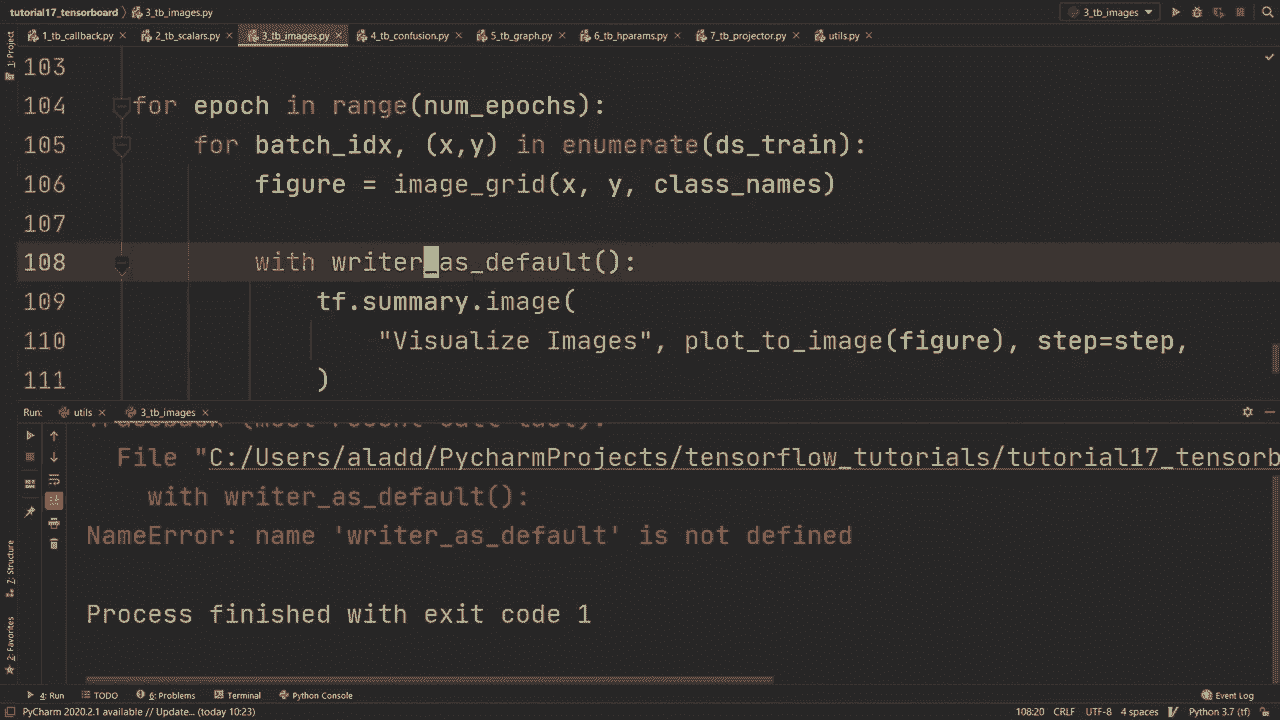 tutorial17_tensorboard 3_tb_images.py 3_tb_images
1_tb_callback.py 2_tb_scalars.py 3_tb_images.py 4_tb_confusion.py 5_tb_graph.py 6_tb_hparams.py 7_tb_projector.py utils.py
1: Project
103
104 for epoch in range(num_epochs):
105 for batch_idx, (x,y) in enumerate(ds_train):
106 figure = image_grid(x, y, class_names)
107
108 with writer_as_default():
109 tf.summary.image(
110 "Visualize Images", plot_to_image(figure), step=step,
111 )
Run: utils 3_tb_images
Traceback (most recent call last):
File "C:/Users/aladd/PycharmProjects/tensorflow_tutorials/tutorial17_tensorb
with writer_as_default():
NameError: name 'writer_as_default' is not defined
Process finished with exit code 1
Z: Structure
2: Favorites
4: Run TODO 6: Problems Terminal Python Console Event Log
PyCharm 2020.2.1 available // Update... (today 10:23) 108:20 CRLF UTF-8 4 spaces Python 3.7 (tf)